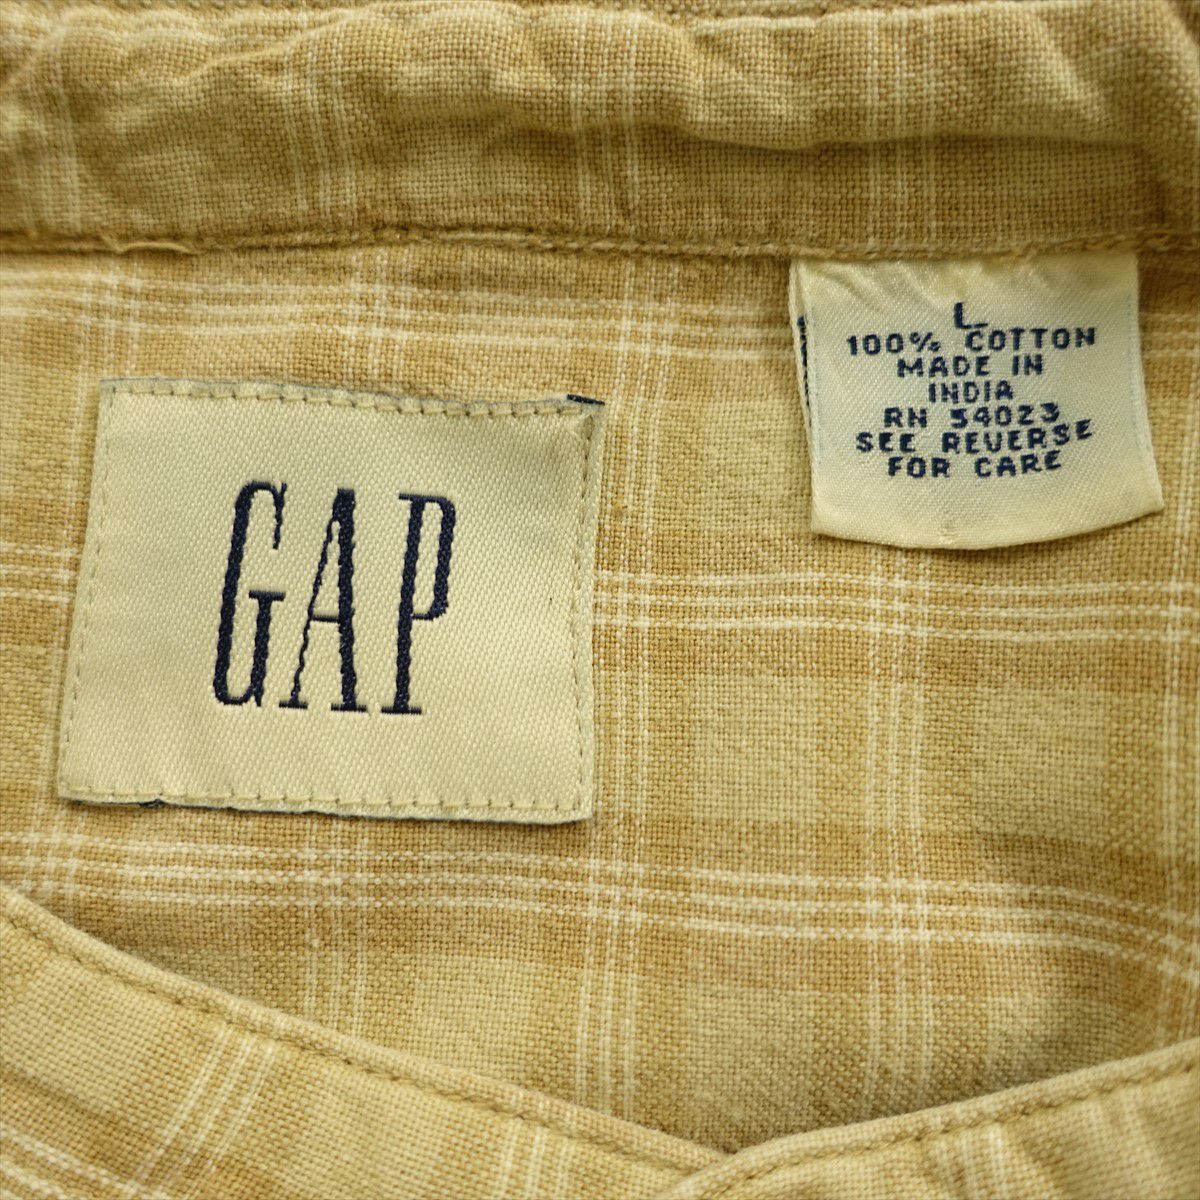 GAP
L
100% COTTON
MADE IN
INDIA
RN 54023
SEE REVERSE
FOR CARE